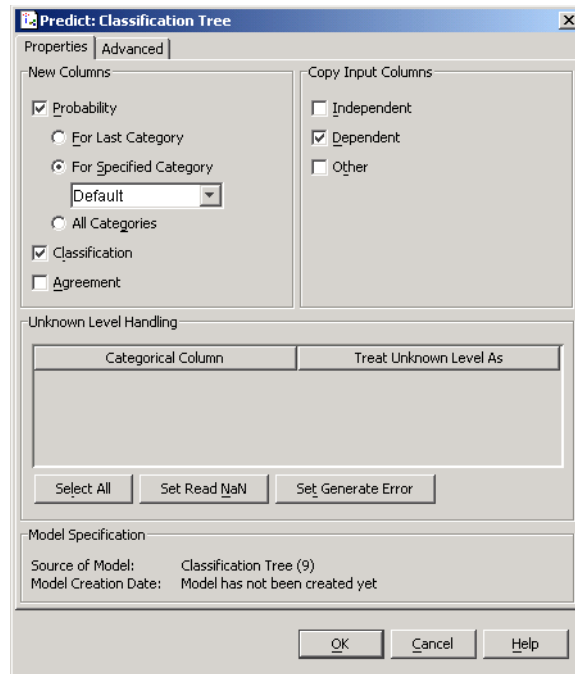 Predict: Classification Tree
Properties
Advanced
New Columns
Probability
For Last Category
For Specified Category
Default
All Categories
Classification
Agreement
Copy Input Columns
Independent
Dependent
Other
Unknown Level Handling
Categorical Column
Treat Unknown Level As
Select All
Set Read NaN
Set Generate Error
Model Specification
Source of Model: Classification Tree (9)
Model Creation Date: Model has not been created yet
OK
Cancel
Help